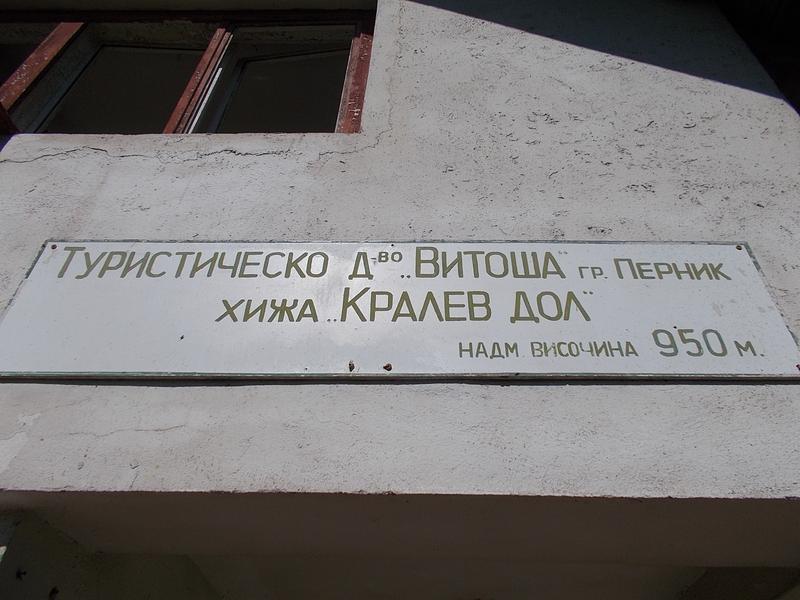 Туристическо д-во „Витоша" гр. Перник
хижа „Кралев дол"
надм. височина 950 м.